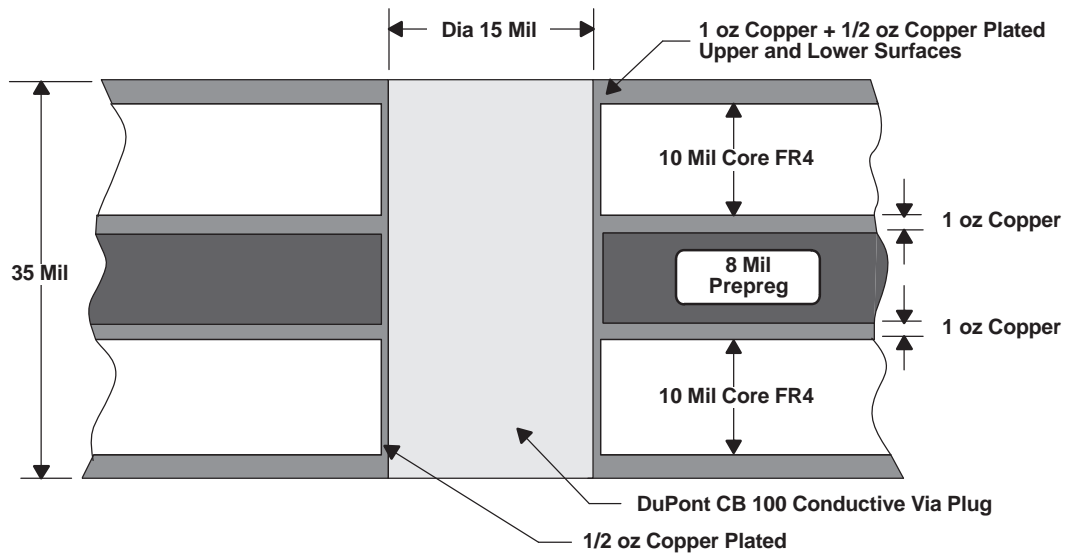 Dia 15 Mil
1 oz Copper + 1/2 oz Copper Plated
Upper and Lower Surfaces
10 Mil Core FR4
1 oz Copper
35 Mil
8 Mil
Prepreg
1 oz Copper
10 Mil Core FR4
DuPont CB 100 Conductive Via Plug
1/2 oz Copper Plated